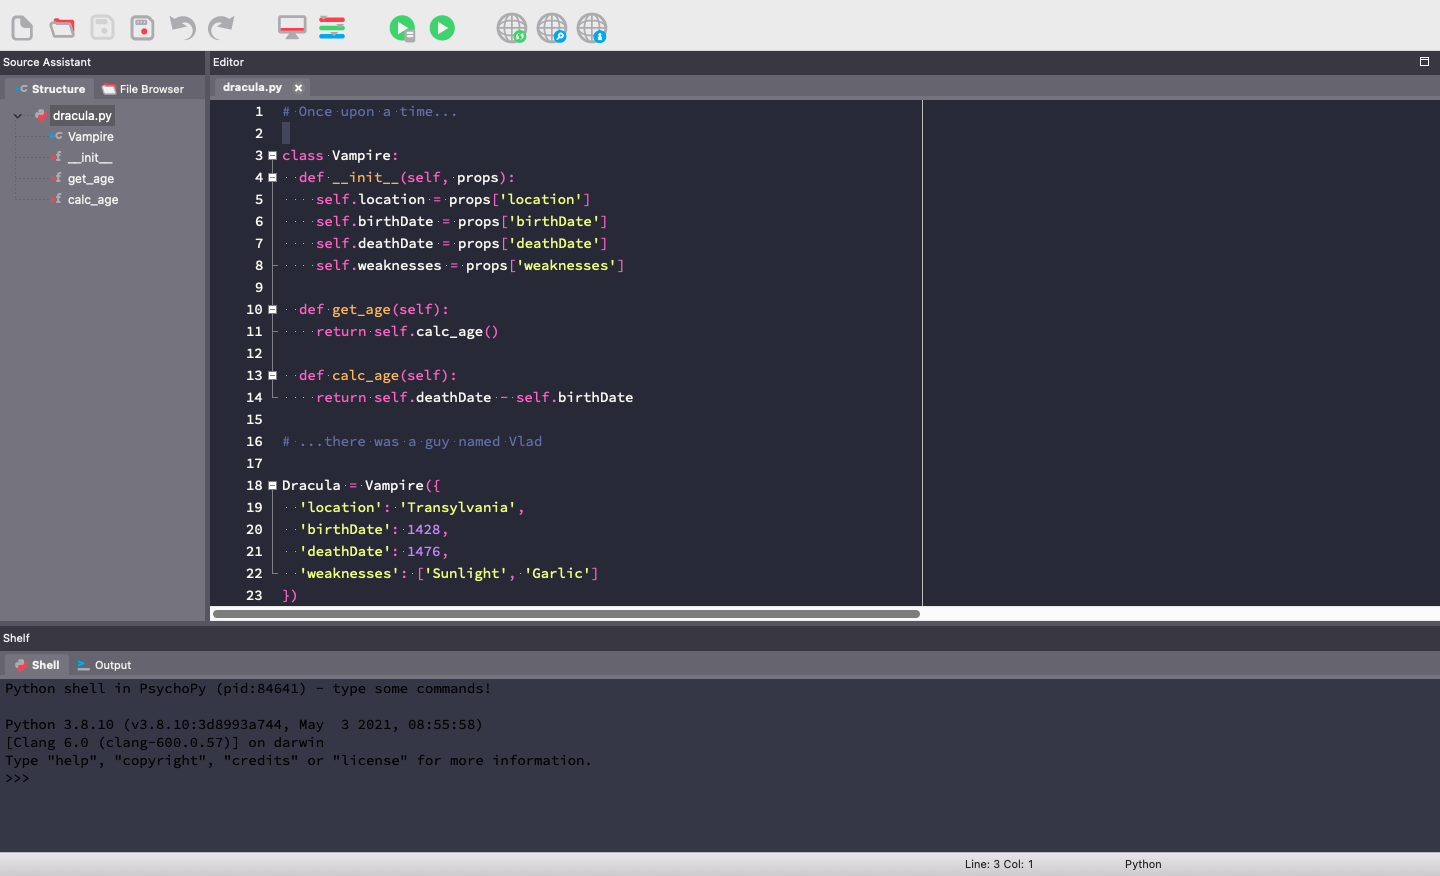 Source Assistant
Editor
Structure
File Browser
dracula.py
dracula.py
Vampire
__init__
get_age
calc_age
1 # Once upon a time...
2
3 class Vampire:
4 def __init__(self, props):
5 self.location = props['location']
6 self.birthDate = props['birthDate']
7 self.deathDate = props['deathDate']
8 self.weaknesses = props['weaknesses']
9
10 def get_age(self):
11 return self.calc_age()
12
13 def calc_age(self):
14 return self.deathDate - self.birthDate
15
16 # ...there was a guy named Vlad
17
18 Dracula = Vampire({
19 'location': 'Transylvania',
20 'birthDate': 1428,
21 'deathDate': 1476,
22 'weaknesses': ['Sunlight', 'Garlic']
23 })
Shelf
Shell
Output
Python shell in PsychoPy (pid:84641) - type some commands!
Python 3.8.10 (v3.8.10:3d8993a744, May  3 2021, 08:55:58)
[Clang 6.0 (clang-600.0.57)] on darwin
Type "help", "copyright", "credits" or "license" for more information.
>>>
Line: 3 Col: 1
Python